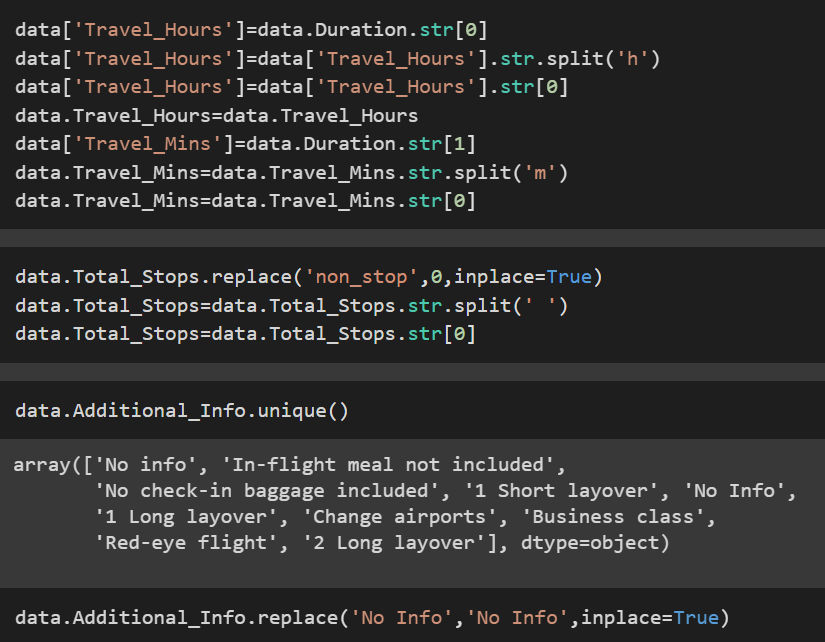 data['Travel_Hours']=data.Duration.str[0]
data['Travel_Hours']=data['Travel_Hours'].str.split('h')
data['Travel_Hours']=data['Travel_Hours'].str[0]
data.Travel_Hours=data.Travel_Hours
data['Travel_Mins']=data.Duration.str[1]
data.Travel_Mins=data.Travel_Mins.str.split('m')
data.Travel_Mins=data.Travel_Mins.str[0]
data.Total_Stops.replace('non_stop',0,inplace=True)
data.Total_Stops=data.Total_Stops.str.split(' ')
data.Total_Stops=data.Total_Stops.str[0]
data.Additional_Info.unique()
array(['No info', 'In-flight meal not included',
'No check-in baggage included', '1 Short layover', 'No Info',
'1 Long layover', 'Change airports', 'Business class',
'Red-eye flight', '2 Long layover'], dtype=object)
data.Additional_Info.replace('No Info','No Info',inplace=True)